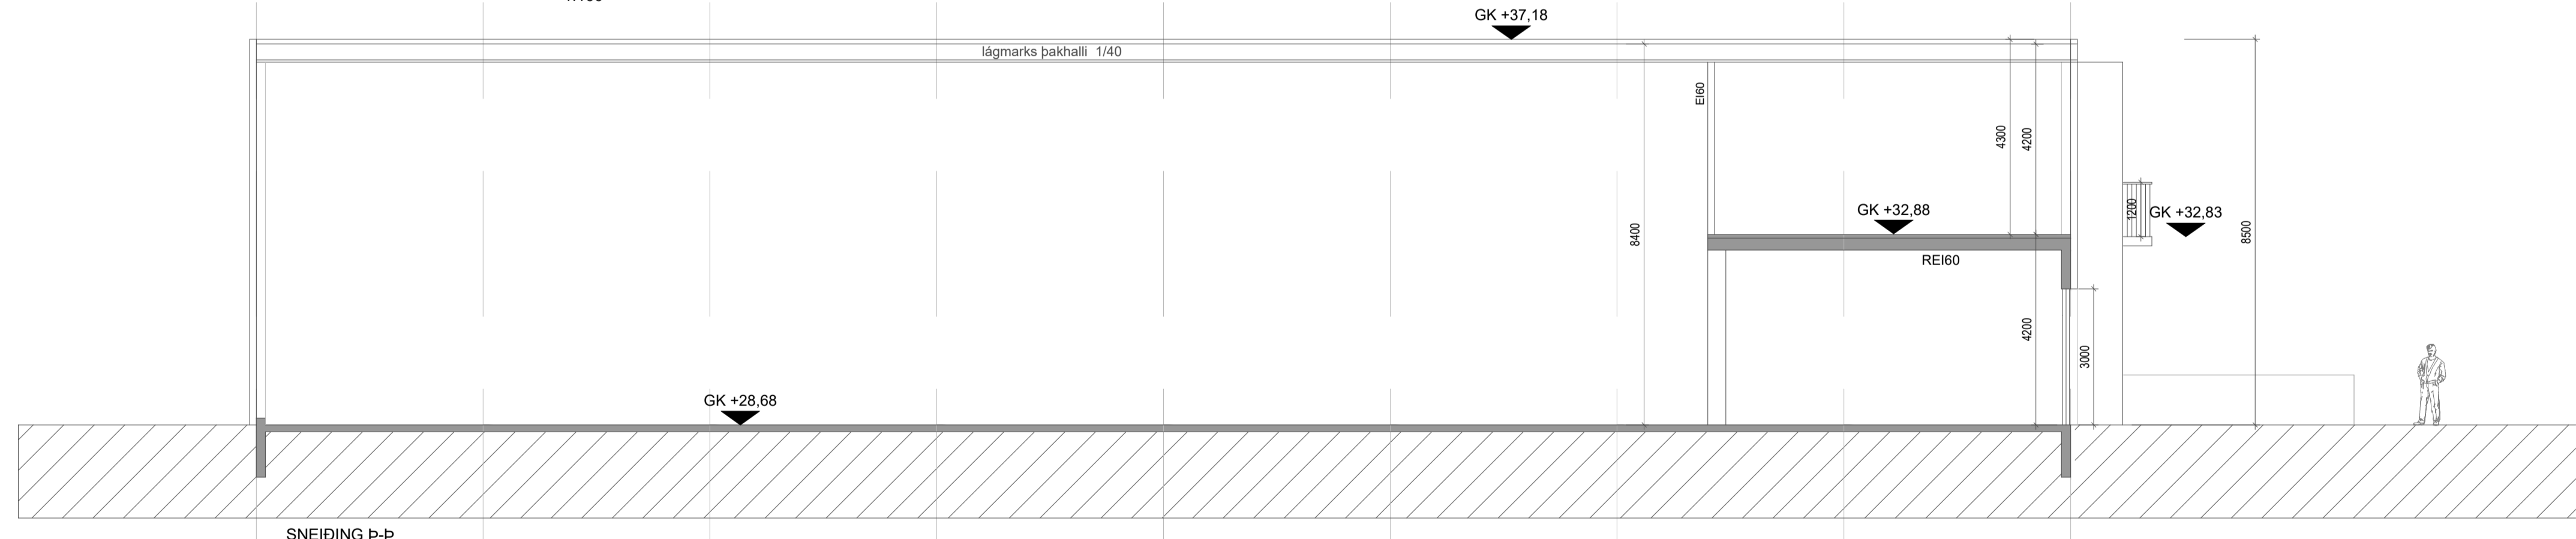 GK +37,18
lágmarks þakhalli 1/40
EI60
4300
4200
8400
GK +32,88
REI60
1200
GK +32,83
8500
4200
3000
GK +28,68
SNEIÐING Þ-Þ